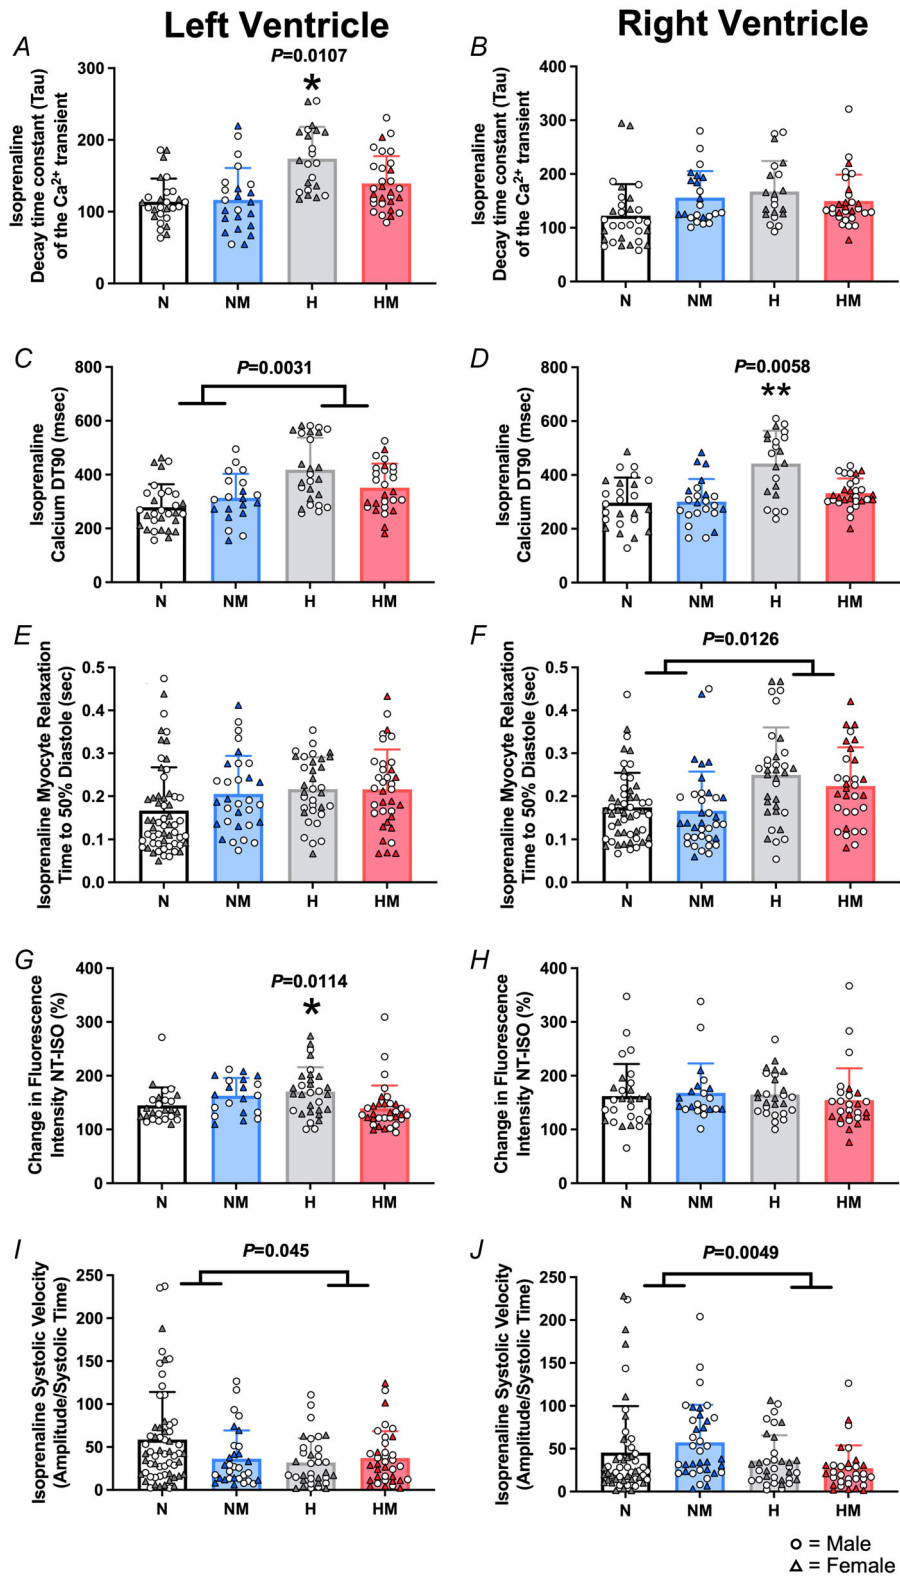 Left Ventricle
Right Ventricle
A
P=0.0107
*
Isoprenaline
Decay time constant (Tau)
of the Ca²⁺ transient
300
200
100
0
N NM H HM
B
Isoprenaline
Decay time constant (Tau)
of the Ca²⁺ transient
400
300
200
100
0
N NM H HM
C
P=0.0031
Isoprenaline
Calcium DT90 (msec)
800
600
400
200
0
N NM H HM
D
P=0.0058
**
Isoprenaline
Calcium DT90 (msec)
800
600
400
200
0
N NM H HM
E
Isoprenaline Myocyte Relaxation
Time to 50% Diastole (sec)
0.5
0.4
0.3
0.2
0.1
0.0
N NM H HM
F
P=0.0126
Isoprenaline Myocyte Relaxation
Time to 50% Diastole (sec)
0.5
0.4
0.3
0.2
0.1
0.0
N NM H HM
G
P=0.0114
*
Change in Fluorescence
Intensity NT-ISO (%)
400
300
200
100
0
N NM H HM
H
Change in Fluorescence
Intensity NT-ISO (%)
400
300
200
100
0
N NM H HM
I
P=0.045
Isoprenaline Systolic Velocity
(Amplitude/Systolic Time)
250
200
150
100
50
0
N NM H HM
J
P=0.0049
Isoprenaline Systolic Velocity
(Amplitude/Systolic Time)
250
200
150
100
50
0
N NM H HM
= Male
= Female